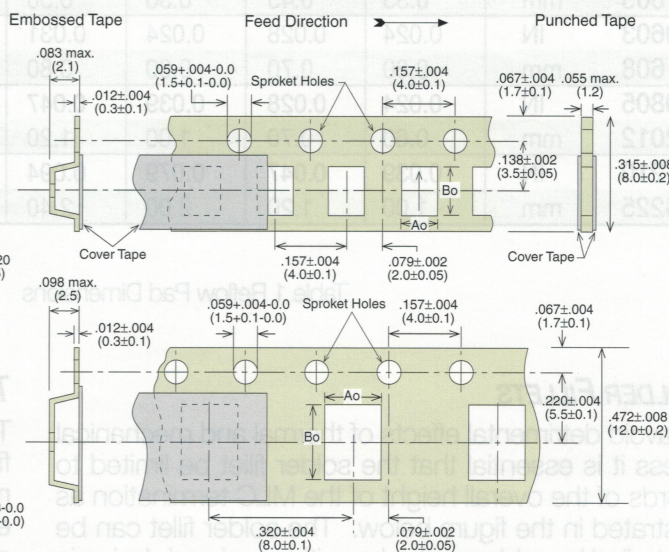 Embossed Tape
Feed Direction
Punched Tape
.083 max.
(2.1)
.012±.004
(0.3±0.1)
.059+.004-0.0
(1.5+0.1-0.0)
Sproket Holes
.157±.004
(4.0±0.1)
.067±.004
(1.7±0.1)
.055 max.
(1.2)
.138±.002
(3.5±0.05)
.315±.008
(8.0±0.2)
Bo
Ao
Cover Tape
.157±.004
(4.0±0.1)
.079±.002
(2.0±0.05)
Cover Tape
.098 max.
(2.5)
.012±.004
(0.3±0.1)
.059+.004-0.0
(1.5+0.1-0.0)
Sproket Holes
.157±.004
(4.0±0.1)
.067±.004
(1.7±0.1)
Ao
Bo
.220±.004
(5.5±0.1)
.472±.008
(12.0±0.2)
.320±.004
(8.0±0.1)
.079±.002
(2.0±0.05)